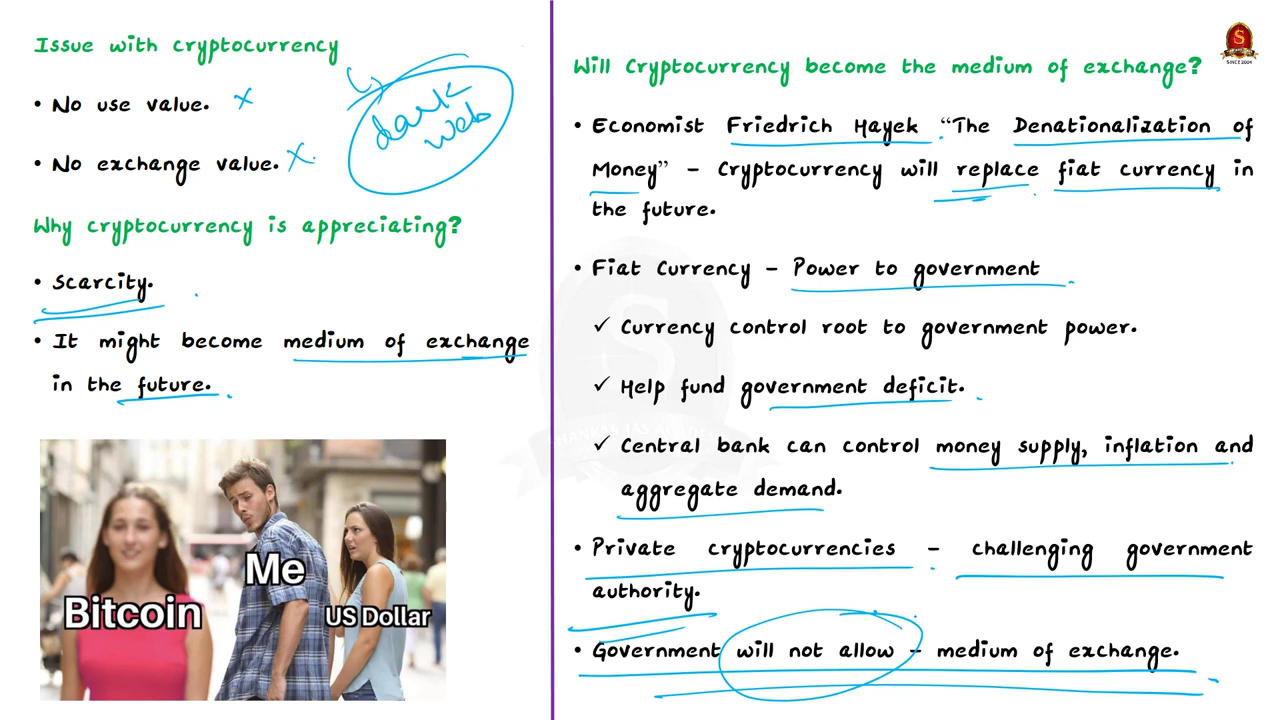 Issue with cryptocurrency
• No use value. x
• No exchange value. x
dark
web
Why cryptocurrency is appreciating?
• Scarcity.
• It might become medium of exchange
in the future.
Bitcoin
Me
US Dollar
S
SINCE 2004
Will Cryptocurrency become the medium of exchange?
• Economist Friedrich Hayek “The Denationalization of
Money” – Cryptocurrency will replace fiat currency in
the future.
• Fiat Currency – Power to government
✓ Currency control root to government power.
✓ Help fund government deficit.
✓ Central bank can control money supply, inflation and
aggregate demand.
• Private cryptocurrencies – challenging government
authority.
• Government will not allow – medium of exchange.